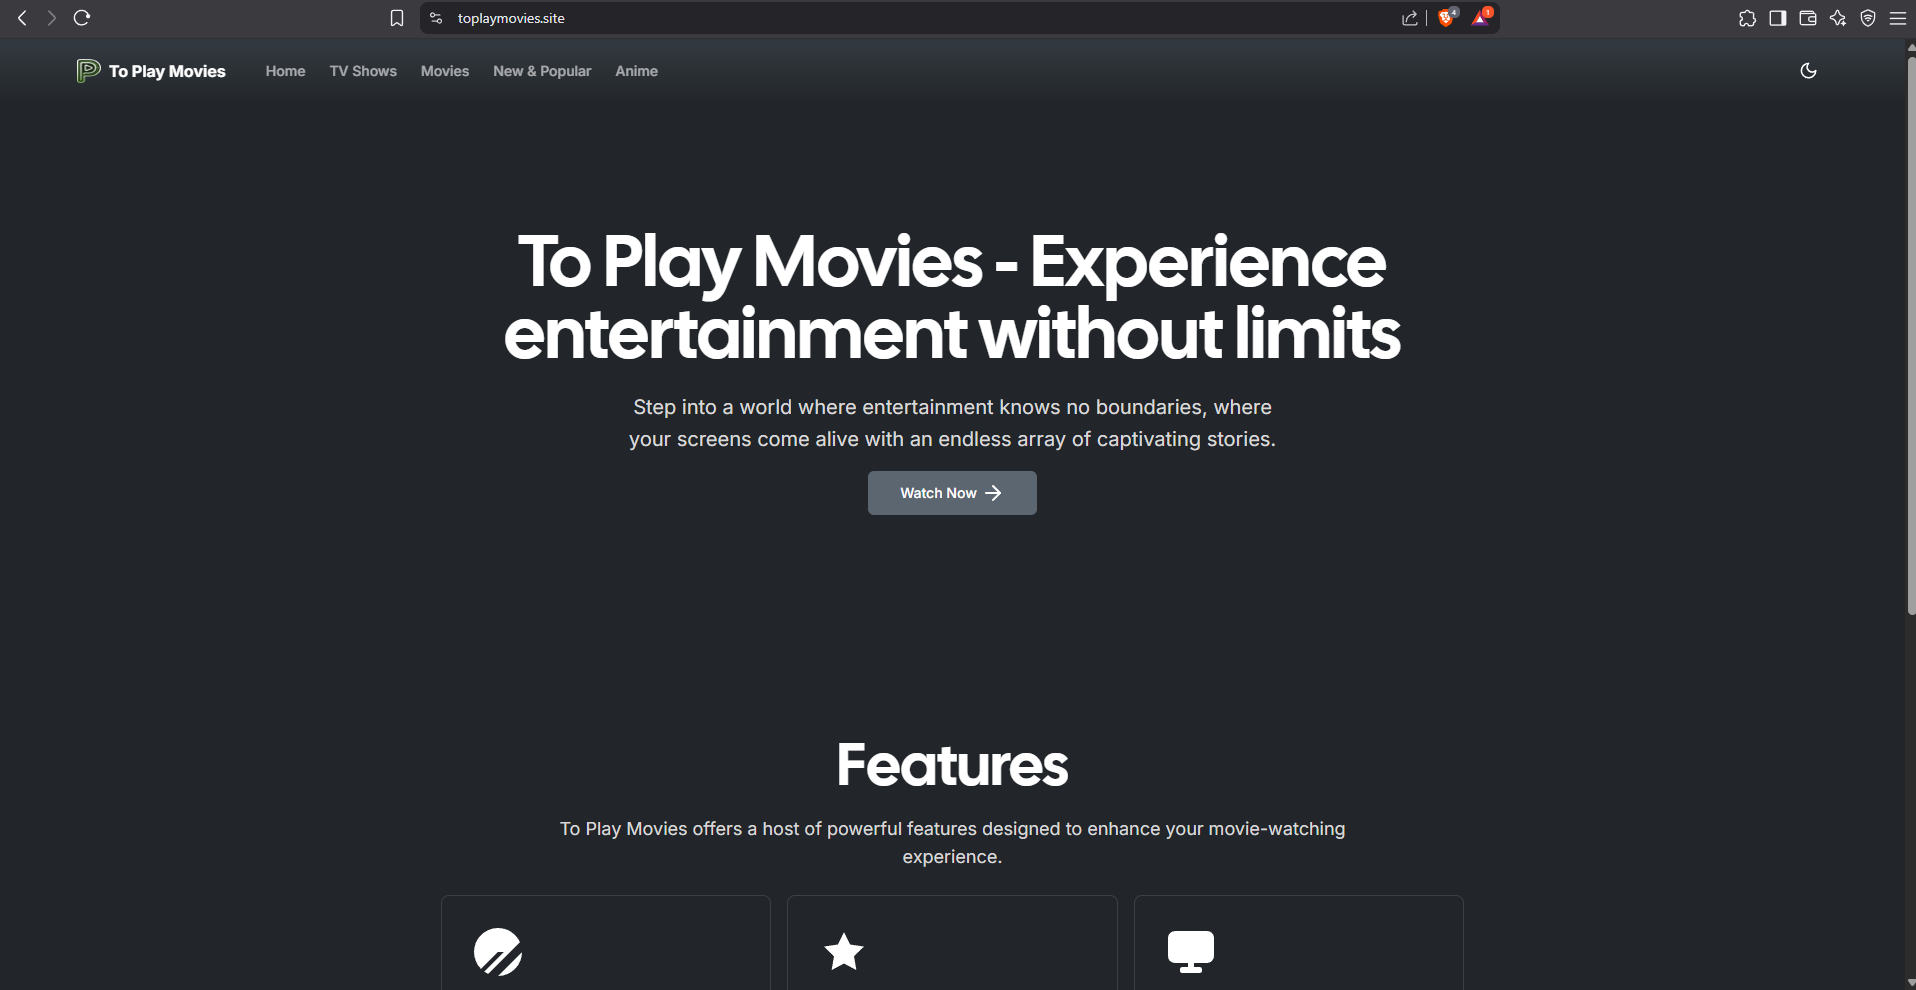 toplaymovies.site
4
1
To Play Movies
Home
TV Shows
Movies
New & Popular
Anime
To Play Movies - Experience
entertainment without limits
Step into a world where entertainment knows no boundaries, where
your screens come alive with an endless array of captivating stories.
Watch Now
Features
To Play Movies offers a host of powerful features designed to enhance your movie-watching
experience.